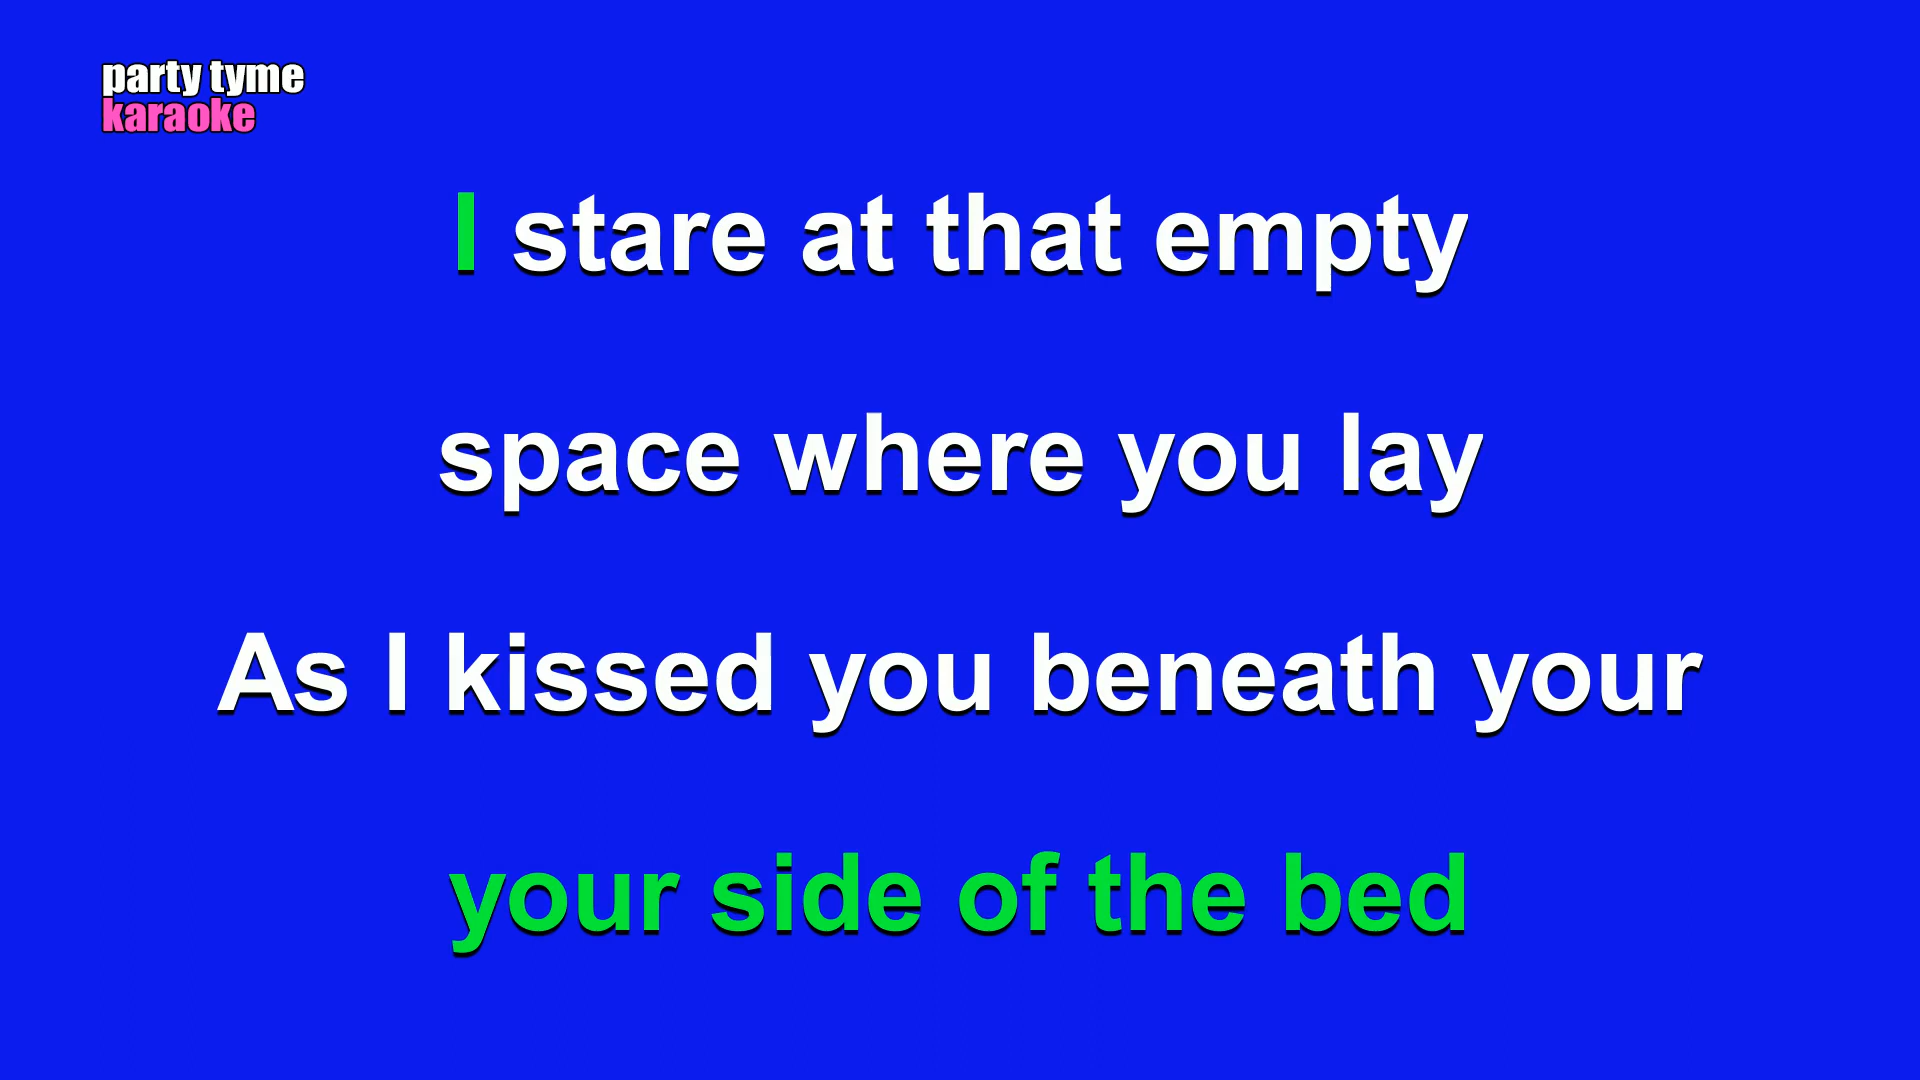 party tyme
karaoke
I stare at that empty
space where you lay
As I kissed you beneath your
your side of the bed